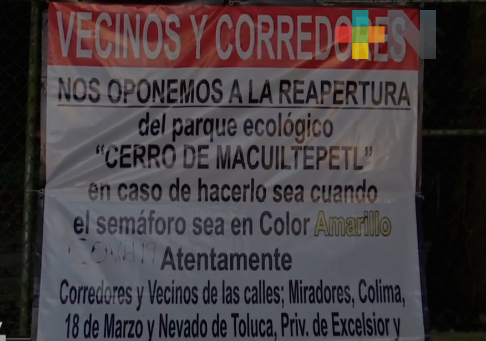 VECINOS Y CORREDORES
NOS OPONEMOS A LA REAPERTURA
del parque ecológico
“CERRO DE MACUILTEPETL”
en caso de hacerlo sea cuando
el semáforo sea en Color Amarillo
COVID 19
Atentamente
Corredores y Vecinos de las calles; Miradores, Colima,
18 de Marzo y Nevado de Toluca, Priv. de Excelsior y